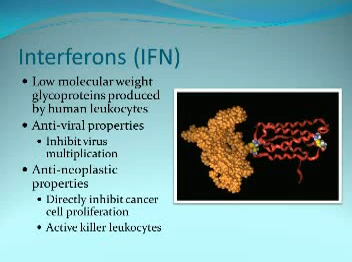 Interferons (IFN)
• Low molecular weight
glycoproteins produced
by human leukocytes
• Anti-viral properties
• Inhibit virus
multiplication
• Anti-neoplastic
properties
• Directly inhibit cancer
cell proliferation
• Active killer leukocytes